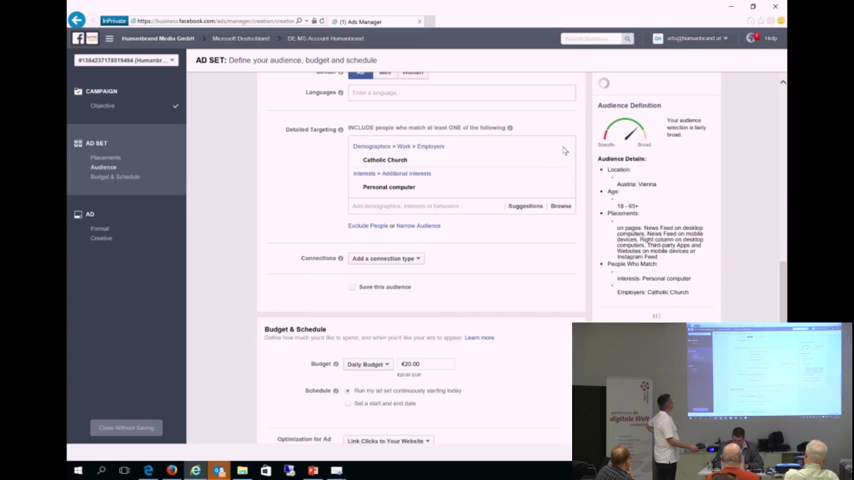 InPrivate
https://business.facebook.com/ads/manager/creation/creation
(1) Ads Manager
Humanbrand Media GmbH
Microsoft Deutschland
DE-MS Account Humanbrand
Help
#1384237178519494 (Humanbr
AD SET: Define your audience, budget and schedule
CAMPAIGN
Objective
AD SET
Placements
Audience
Budget & Schedule
AD
Format
Creative
Close Without Saving
Languages
Enter a language
Detailed Targeting
INCLUDE people who match at least ONE of the following
Demographics > Work > Employers
Catholic Church
Interests > Additional Interests
Personal computer
Add demographics, interests or behaviors
Suggestions
Browse
Exclude People or Narrow Audience
Connections
Add a connection type
Save this audience
Budget & Schedule
Define how much you'd like to spend, and when you'd like your ads to appear. Learn more.
Budget
Daily Budget
€20.00
€20.00 EUR
Schedule
Run my ad set continuously starting today
Set a start and end date
Optimization for Ad
Link Clicks to Your Website
Audience Definition
Your audience
selection is fairly
broad.
Specific
Broad
Audience Details:
Location:
Austria: Vienna
Age:
18 - 65+
Placements:
on pages: News Feed on desktop
computers, News Feed on mobile
devices, Right column on desktop
computers, Third-party Apps and
Websites on mobile devices or
Instagram Feed
People Who Match:
Interests: Personal computer
Employers: Catholic Church
digitale Welt